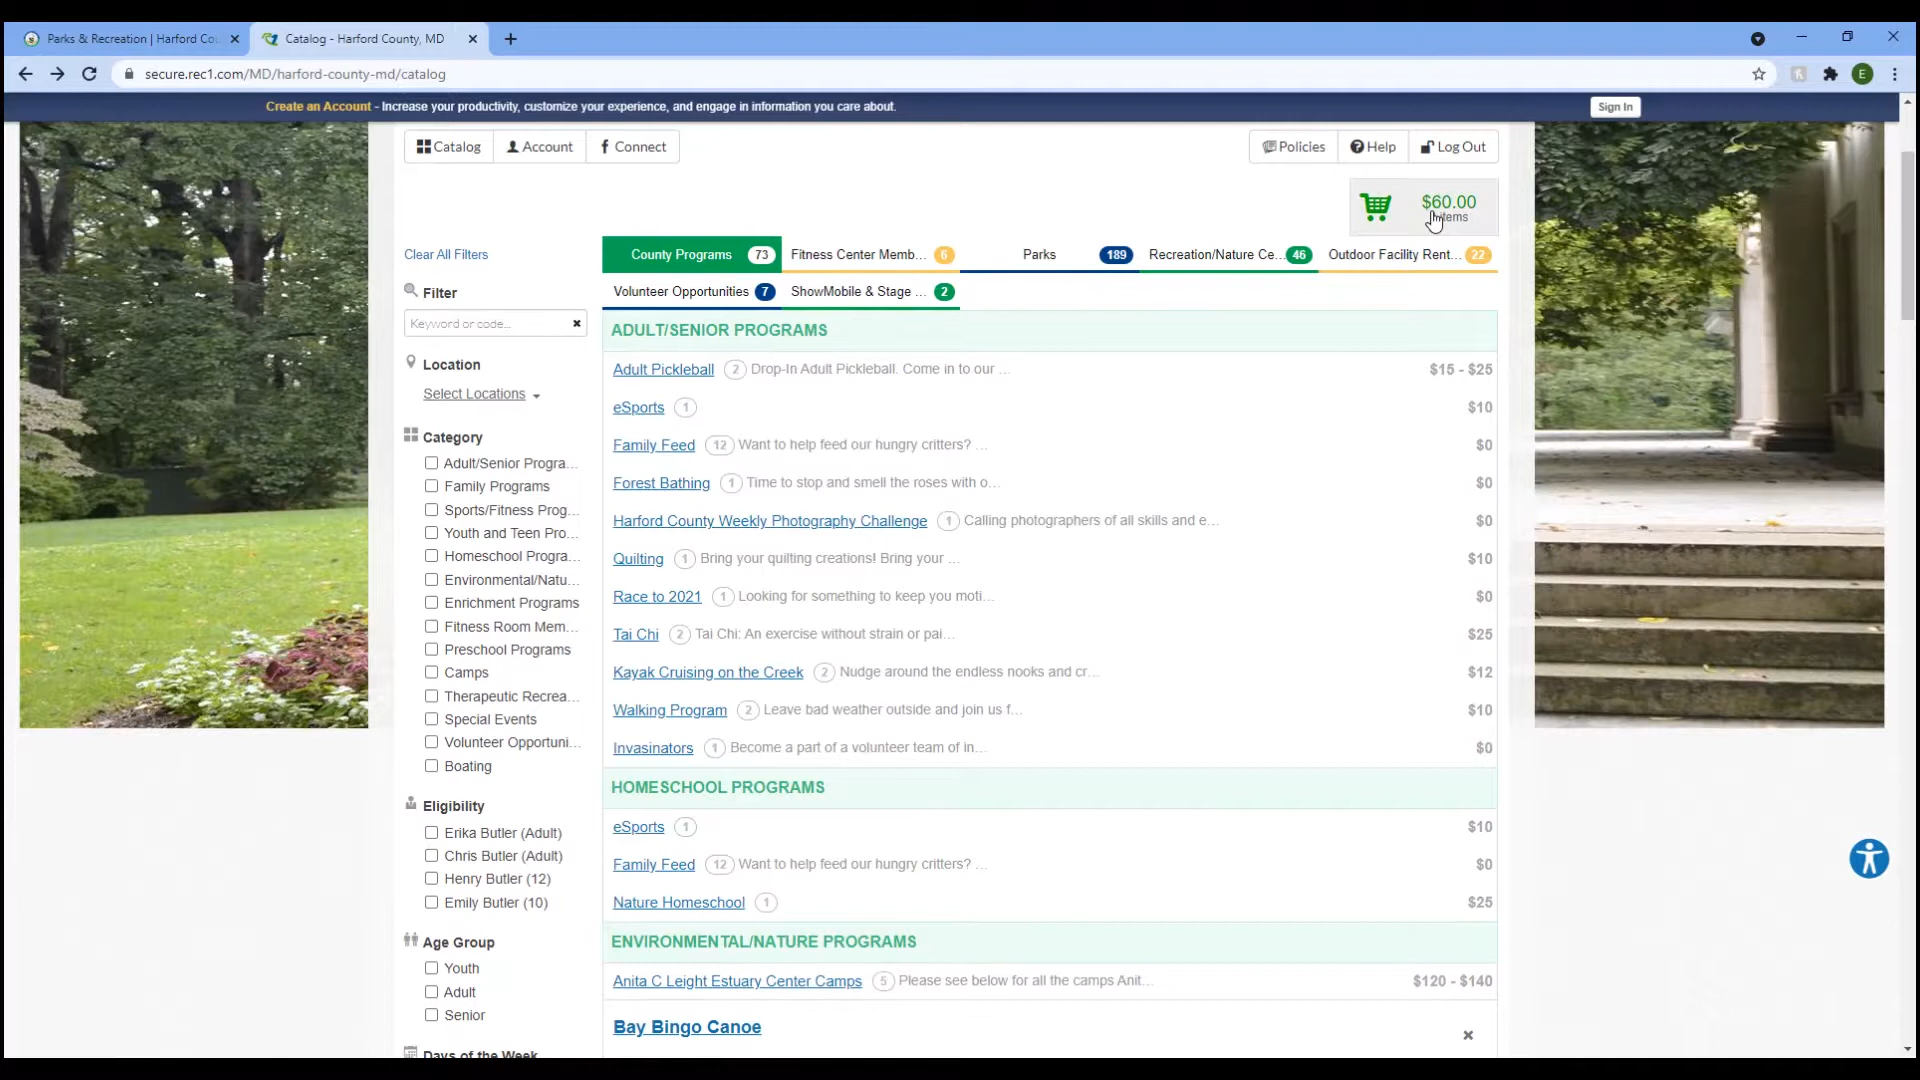 Parks & Recreation | Harford Cou
Catalog - Harford County, MD
secure.rec1.com/MD/harford-county-md/catalog
E
Create an Account - Increase your productivity, customize your experience, and engage in information you care about.
Sign In
Catalog
Account
Connect
Policies
Help
Log Out
$60.00
Clear All Filters
County Programs 73
Fitness Center Memb... 6
Parks 189
Recreation/Nature Ce... 46
Outdoor Facility Rent... 22
Volunteer Opportunities 7
ShowMobile & Stage ... 2
Filter
Keyword or code...
Location
Select Locations
Category
Adult/Senior Progra...
Family Programs
Sports/Fitness Prog...
Youth and Teen Pro...
Homeschool Progra...
Environmental/Natu...
Enrichment Programs
Fitness Room Mem...
Preschool Programs
Camps
Therapeutic Recrea...
Special Events
Volunteer Opportuni...
Boating
Eligibility
Erika Butler (Adult)
Chris Butler (Adult)
Henry Butler (12)
Emily Butler (10)
Age Group
Youth
Adult
Senior
Days of the Week
ADULT/SENIOR PROGRAMS
Adult Pickleball 2 Drop-In Adult Pickleball. Come in to our ... $15 - $25
eSports 1 $10
Family Feed 12 Want to help feed our hungry critters? ... $0
Forest Bathing 1 Time to stop and smell the roses with o... $0
Harford County Weekly Photography Challenge 1 Calling photographers of all skills and e... $0
Quilting 1 Bring your quilting creations! Bring your ... $10
Race to 2021 1 Looking for something to keep you moti... $0
Tai Chi 2 Tai Chi: An exercise without strain or pai... $25
Kayak Cruising on the Creek 2 Nudge around the endless nooks and cr... $12
Walking Program 2 Leave bad weather outside and join us f... $10
Invasinators 1 Become a part of a volunteer team of in... $0
HOMESCHOOL PROGRAMS
eSports 1 $10
Family Feed 12 Want to help feed our hungry critters? ... $0
Nature Homeschool 1 $25
ENVIRONMENTAL/NATURE PROGRAMS
Anita C Leight Estuary Center Camps 5 Please see below for all the camps Anit... $120 - $140
Bay Bingo Canoe